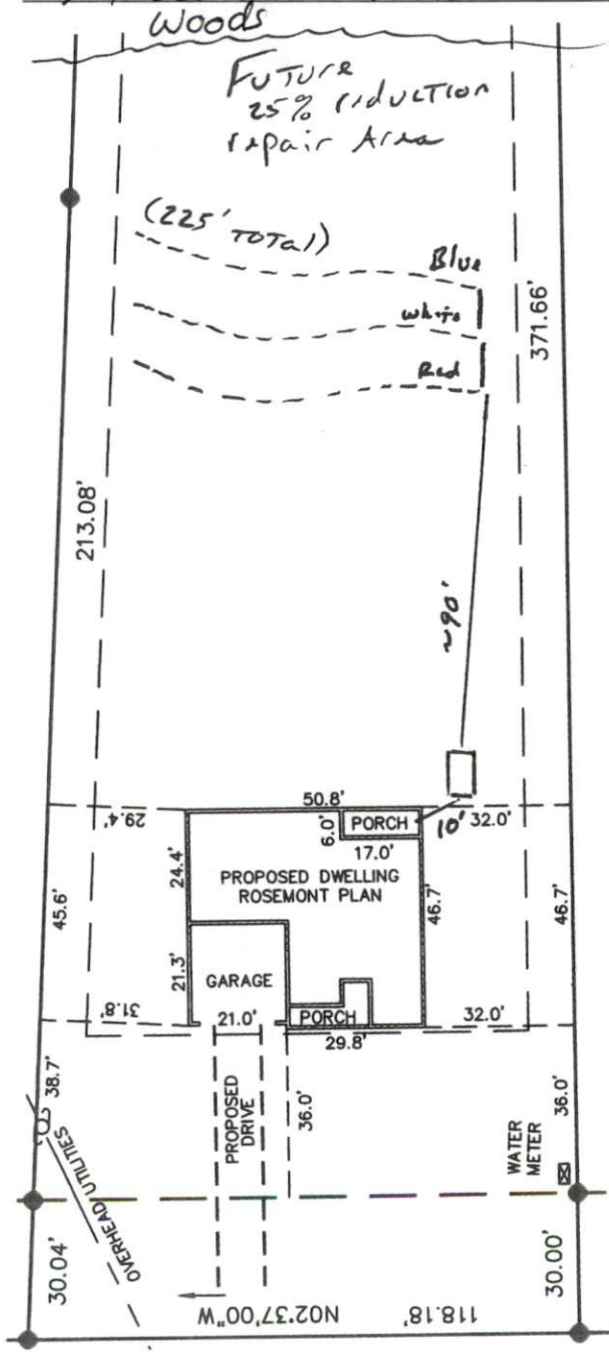 Woods
Future
25% reduction
repair Area
(225' TOTAl)
Blue
white
Red
371.66'
213.08'
~90'
50.8'
29.4'
6.0'
PORCH
10'
32.0'
17.0'
24.4'
PROPOSED DWELLING
ROSEMONT PLAN
45.6'
46.7'
46.7'
21.3'
GARAGE
31.8'
21.0'
PORCH
32.0'
29.8'
38.7'
PROPOSED
DRIVE
36.0'
36.0'
OVERHEAD UTILITIES
WATER
METER
30.04'
30.00'
N02°37'00"W
118.18'